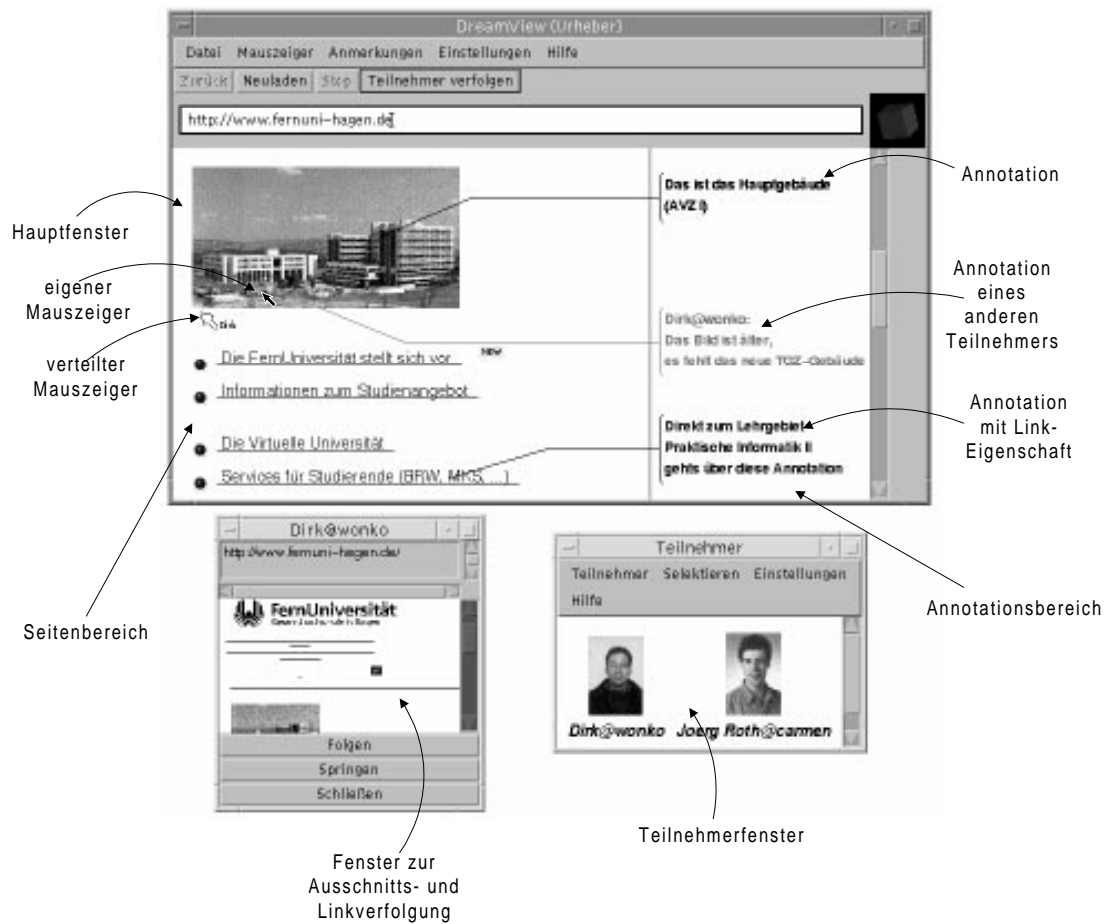 DreamView (Urheber)
Datei Mauszeiger Anmerkungen Einstellungen Hilfe
Zurück Neuladen Stop Teilnehmer verfolgen
http://www.fernuni-hagen.de
Das ist das Hauptgebäude
(AVZ I)
Annotation
Hauptfenster
eigener
Mauszeiger
verteilter
Mauszeiger
Dirk
Dirk@wonko:
Das Bild ist älter,
es fehlt das neue TGZ-Gebäude
Annotation
eines
anderen
Teilnehmers
Die FernUniversität stellt sich vor NEW
Informationen zum Studienangebot
Die Virtuelle Universität
Services für Studierende (BRW, MKS, ...)
Direkt zum Lehrgebiet
Praktische Informatik II
gehts über diese Annotation
Annotation
mit Link-
Eigenschaft
Seitenbereich
Annotationsbereich
Dirk@wonko
http://www.fernuni-hagen.de/
FernUniversität
Gesamthochschule in Hagen
Folgen
Springen
Schließen
Teilnehmer
Teilnehmer Selektieren Einstellungen
Hilfe
Dirk@wonko Joerg Roth@carmen
Teilnehmerfenster
Fenster zur
Ausschnitts- und
Linkverfolgung